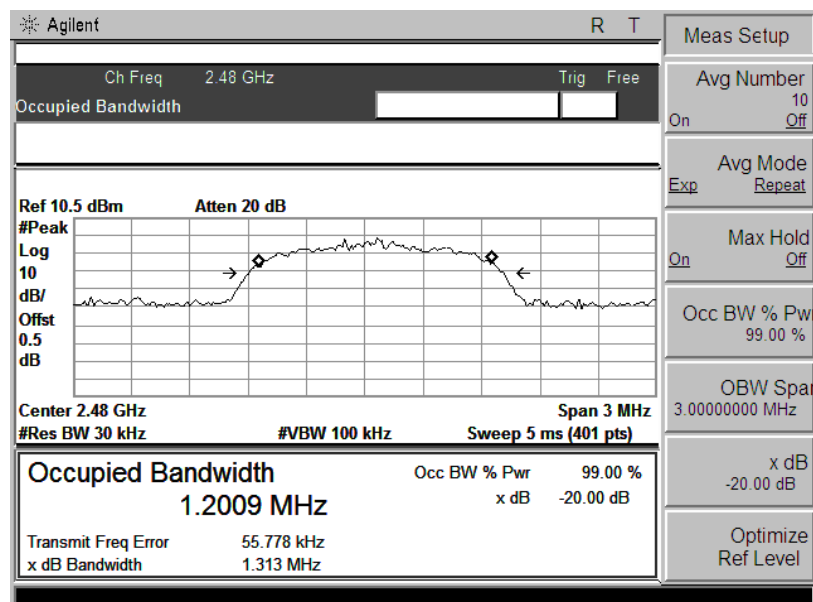 Agilent R T
Ch Freq 2.48 GHz Trig Free
Occupied Bandwidth
Ref 10.5 dBm Atten 20 dB
#Peak
Log
10
dB/
Offst
0.5
dB
Center 2.48 GHz Span 3 MHz
#Res BW 30 kHz #VBW 100 kHz Sweep 5 ms (401 pts)
Occupied Bandwidth Occ BW % Pwr 99.00 %
1.2009 MHz x dB -20.00 dB
Transmit Freq Error 55.778 kHz
x dB Bandwidth 1.313 MHz
Meas Setup
Avg Number
10
On Off
Avg Mode
Exp Repeat
Max Hold
On Off
Occ BW % Pwr
99.00 %
OBW Span
3.00000000 MHz
x dB
-20.00 dB
Optimize
Ref Level